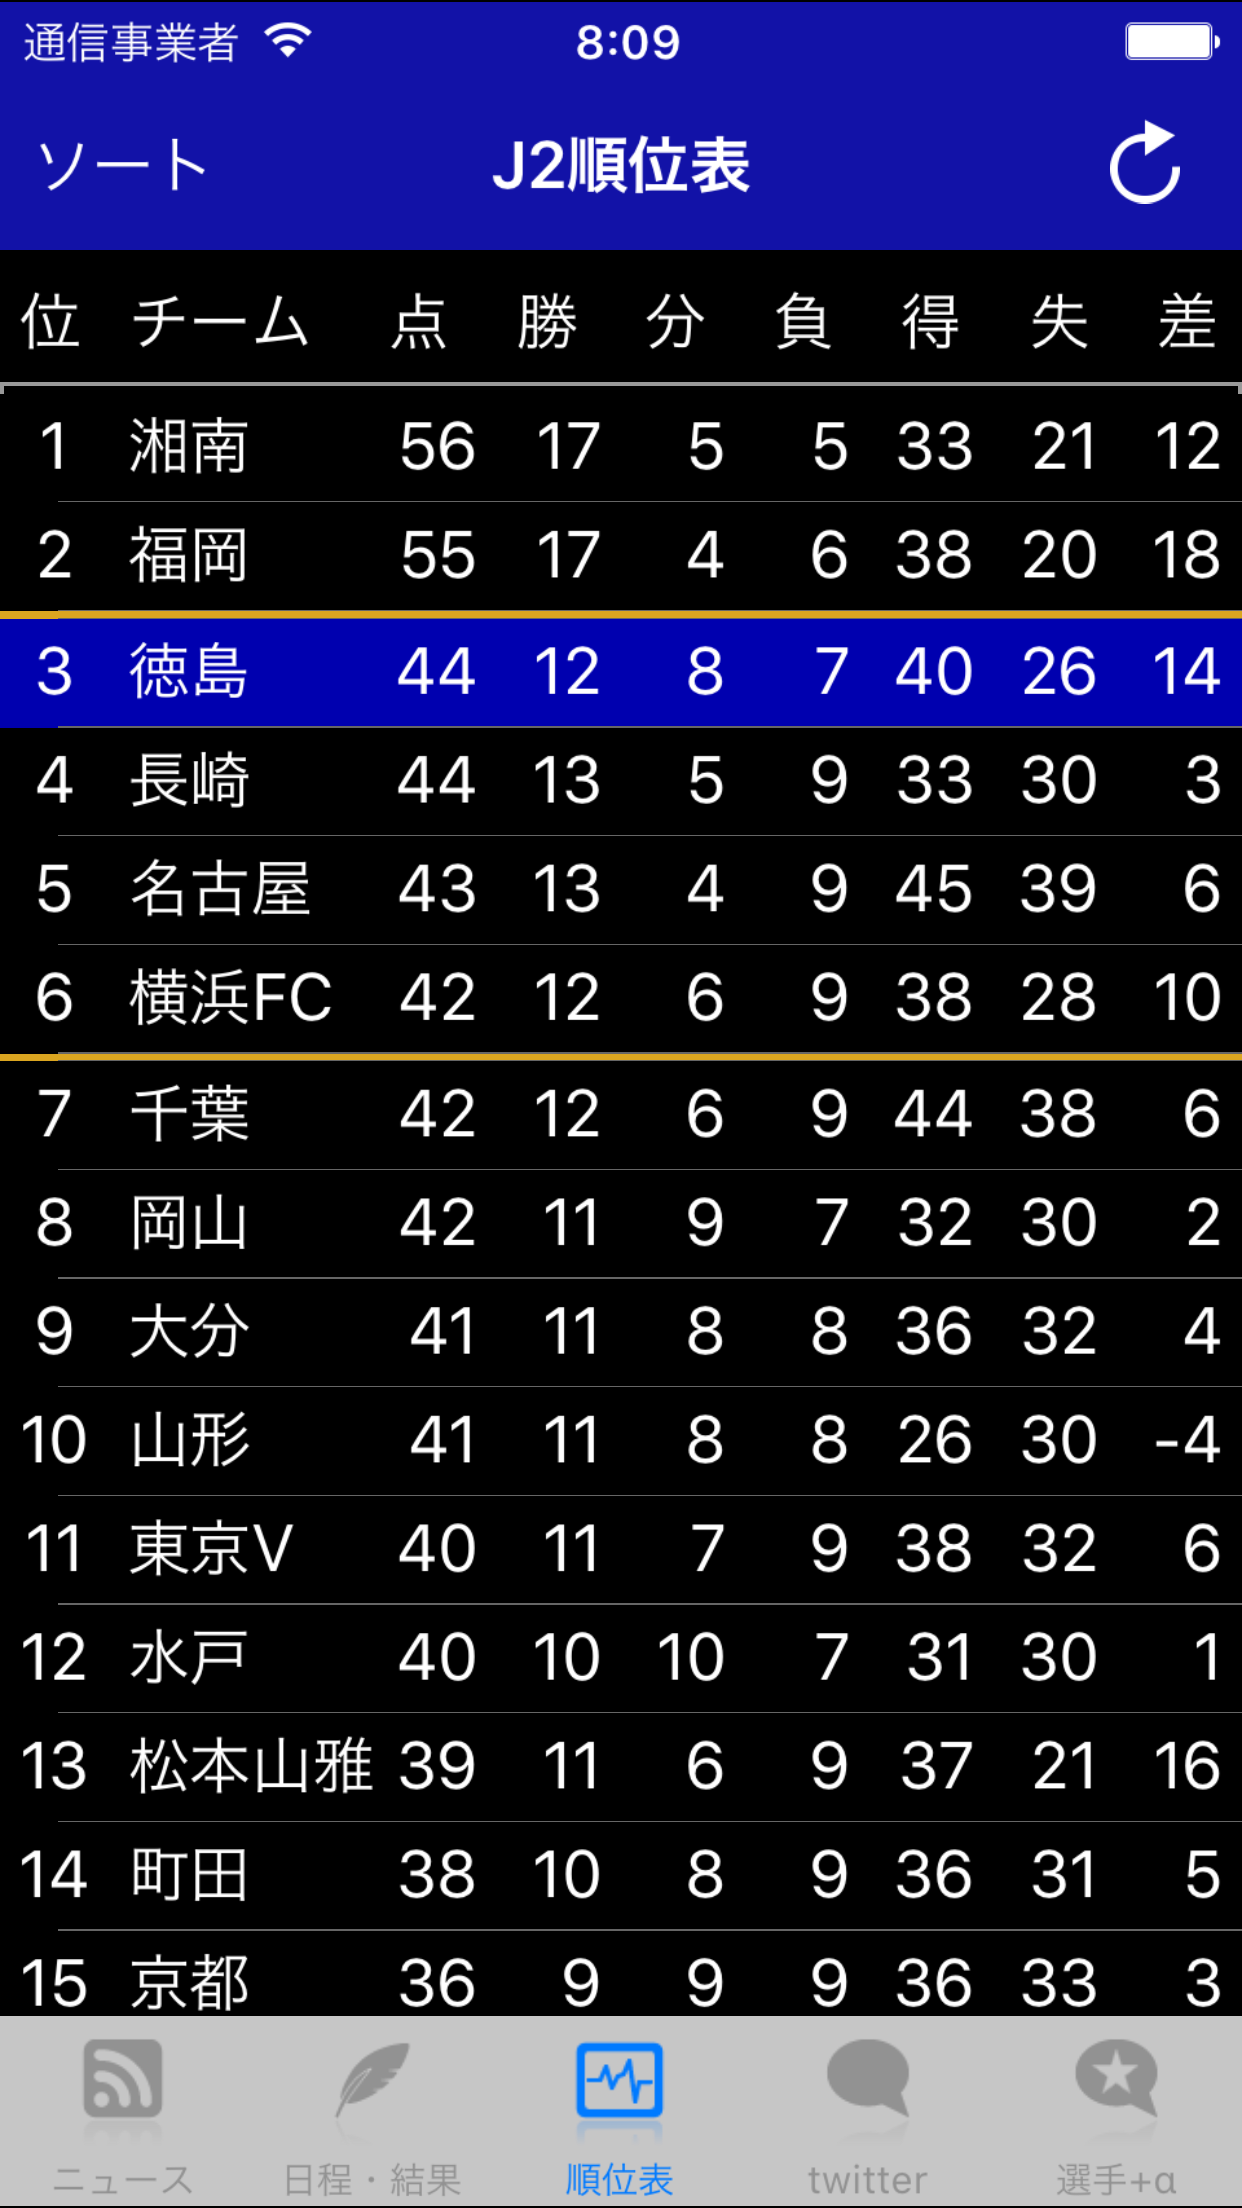 通信事業者 8:09
ソート J2順位表
位 チーム 点 勝 分 負 得 失 差
1 湘南 56 17 5 5 33 21 12
2 福岡 55 17 4 6 38 20 18
3 徳島 44 12 8 7 40 26 14
4 長崎 44 13 5 9 33 30 3
5 名古屋 43 13 4 9 45 39 6
6 横浜FC 42 12 6 9 38 28 10
7 千葉 42 12 6 9 44 38 6
8 岡山 42 11 9 7 32 30 2
9 大分 41 11 8 8 36 32 4
10 山形 41 11 8 8 26 30 -4
11 東京V 40 11 7 9 38 32 6
12 水戸 40 10 10 7 31 30 1
13 松本山雅 39 11 6 9 37 21 16
14 町田 38 10 8 9 36 31 5
15 京都 36 9 9 9 36 33 3
ニュース 日程・結果 順位表 twitter 選手+α